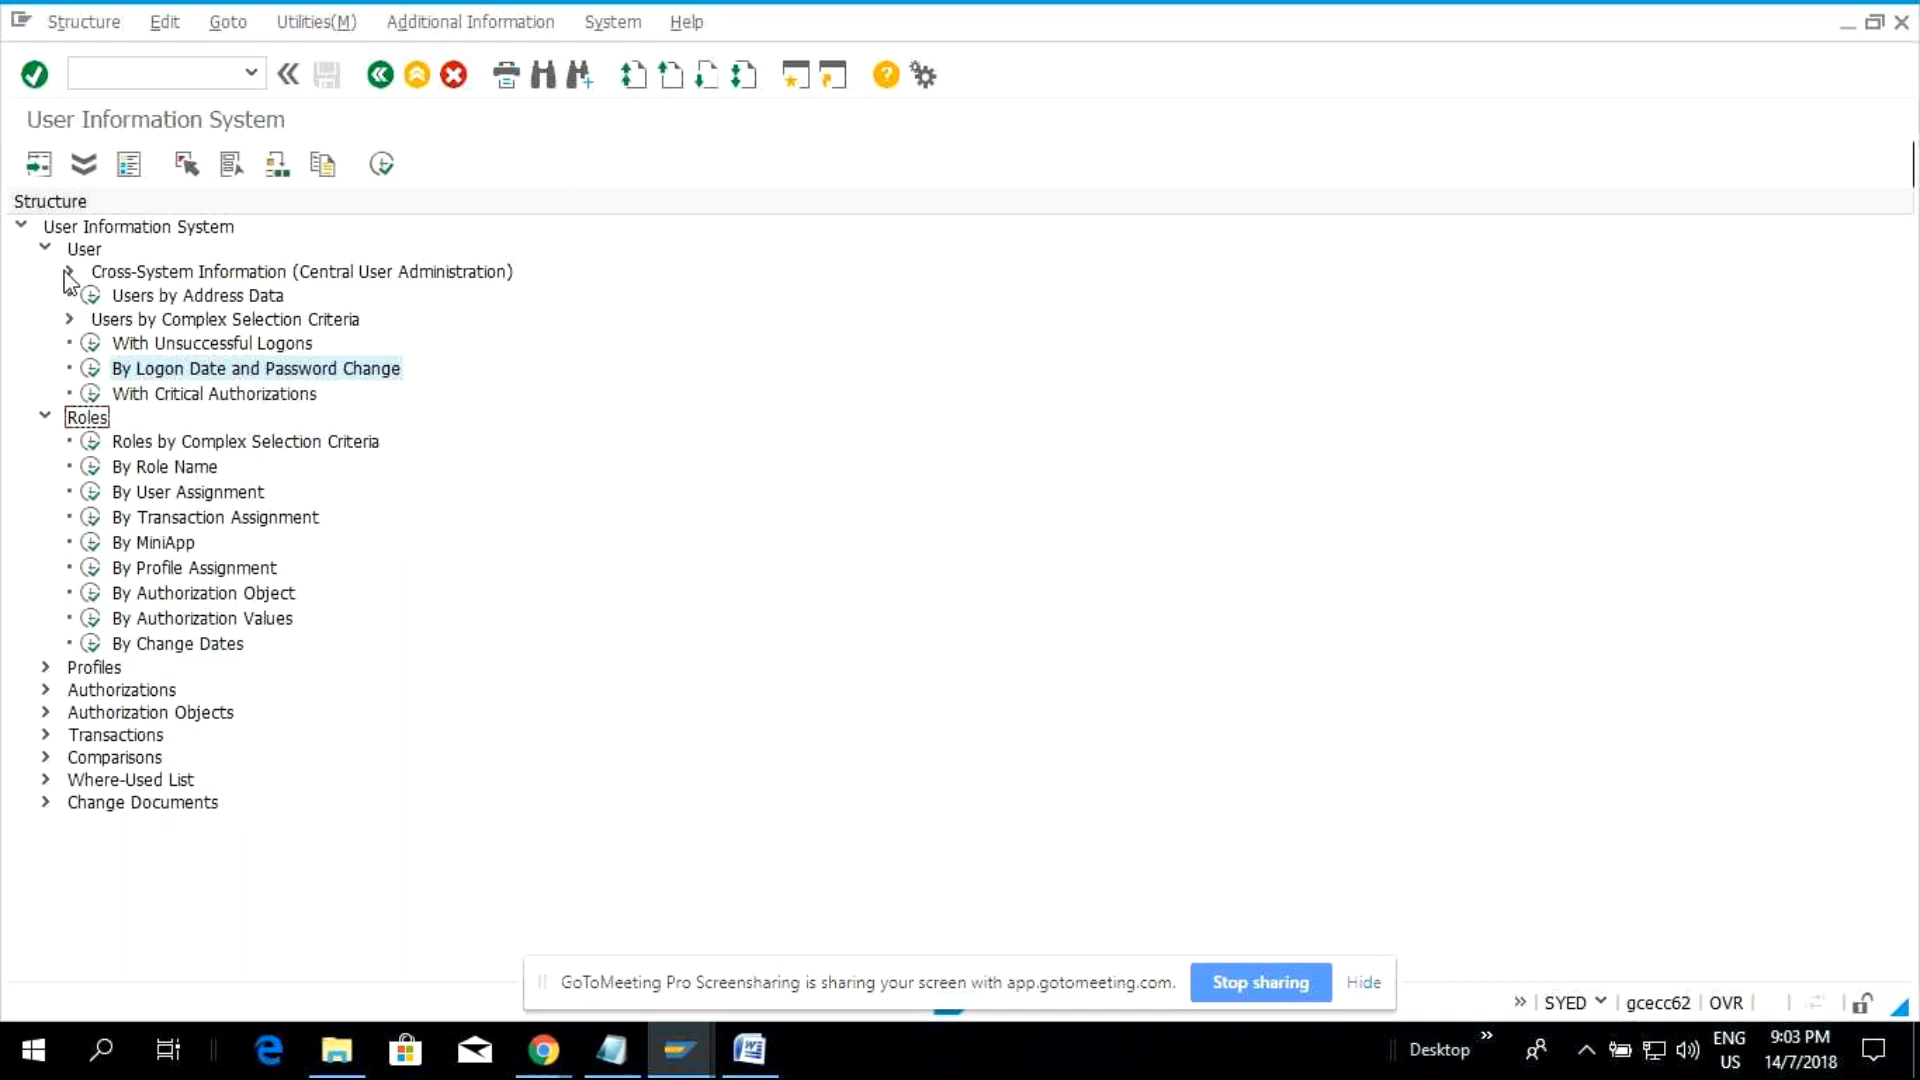 Structure Edit Goto Utilities(M) Additional Information System Help
User Information System
Structure
User Information System
User
Cross-System Information (Central User Administration)
Users by Address Data
Users by Complex Selection Criteria
With Unsuccessful Logons
By Logon Date and Password Change
With Critical Authorizations
Roles
Roles by Complex Selection Criteria
By Role Name
By User Assignment
By Transaction Assignment
By MiniApp
By Profile Assignment
By Authorization Object
By Authorization Values
By Change Dates
Profiles
Authorizations
Authorization Objects
Transactions
Comparisons
Where-Used List
Change Documents
GoToMeeting Pro Screensharing is sharing your screen with app.gotomeeting.com. Stop sharing Hide
SYED gcecc62 OVR
Desktop ENG US 9:03 PM 14/7/2018